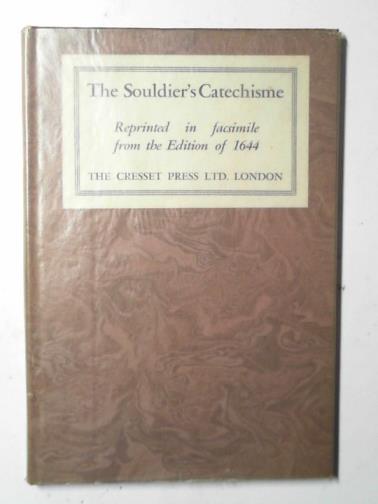 The Souldier's Catechisme
Reprinted in facsimile
from the Edition of 1644
THE CRESSET PRESS LTD. LONDON